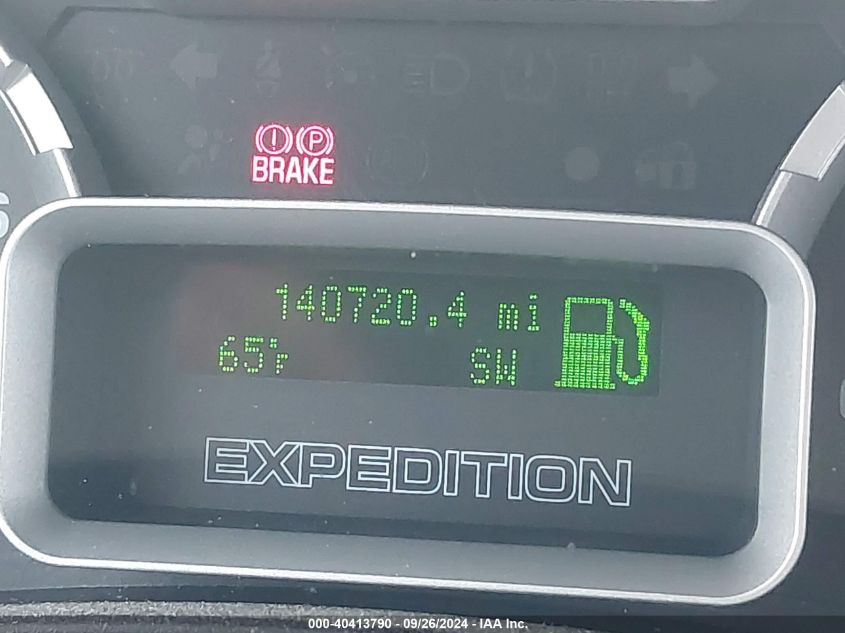 BRAKE
140720.4 mi
65°F SW
EXPEDITION
000-40413790 - 09/26/2024 - IAA Inc.